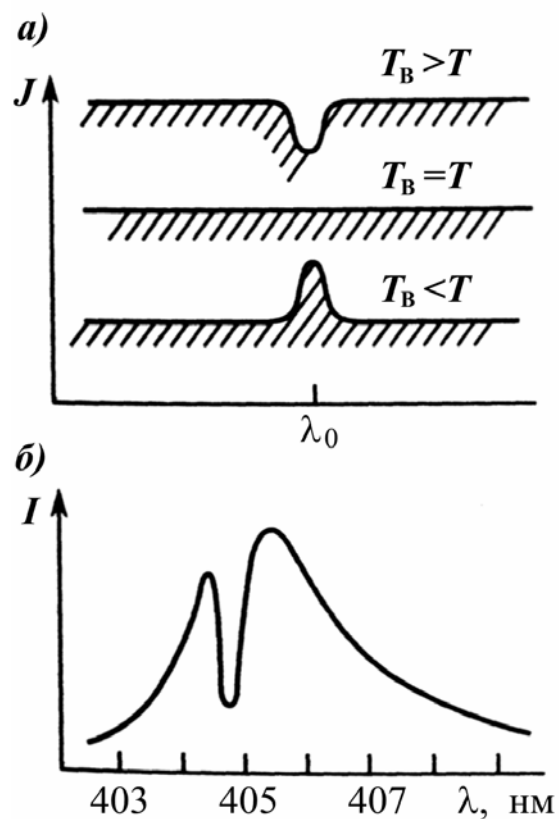 а)
J
T_В > T
T_В = T
T_В < T
λ₀
б)
I
403 405 407 λ, нм